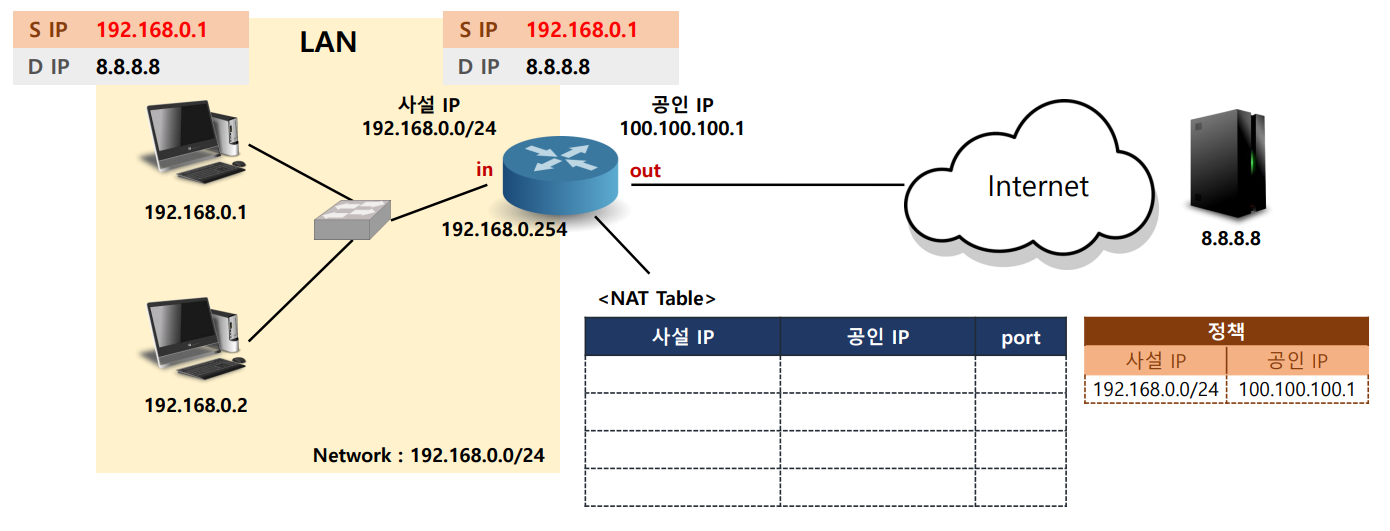 S IP 192.168.0.1
D IP 8.8.8.8
LAN
S IP 192.168.0.1
D IP 8.8.8.8
사설 IP
192.168.0.0/24
공인 IP
100.100.100.1
in
out
192.168.0.1
192.168.0.254
Internet
8.8.8.8
192.168.0.2
Network : 192.168.0.0/24
<NAT Table>
사설 IP 공인 IP port
정책
사설 IP 공인 IP
192.168.0.0/24 100.100.100.1